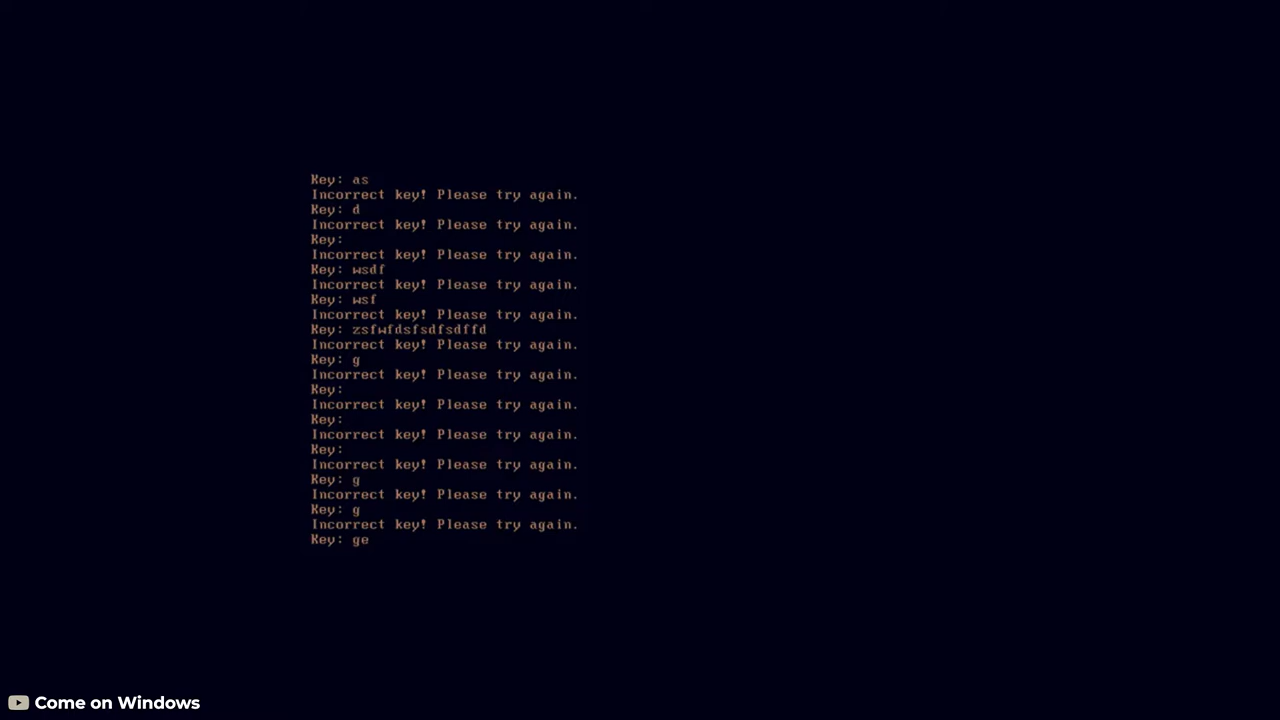 Key: as
Incorrect key! Please try again.
Key: d
Incorrect key! Please try again.
Key:
Incorrect key! Please try again.
Key: wsdf
Incorrect key! Please try again.
Key: wsf
Incorrect key! Please try again.
Key: zsfwfdsfsdfsdffd
Incorrect key! Please try again.
Key: g
Incorrect key! Please try again.
Key:
Incorrect key! Please try again.
Key:
Incorrect key! Please try again.
Key:
Incorrect key! Please try again.
Key: g
Incorrect key! Please try again.
Key: g
Incorrect key! Please try again.
Key: ge
Come on Windows